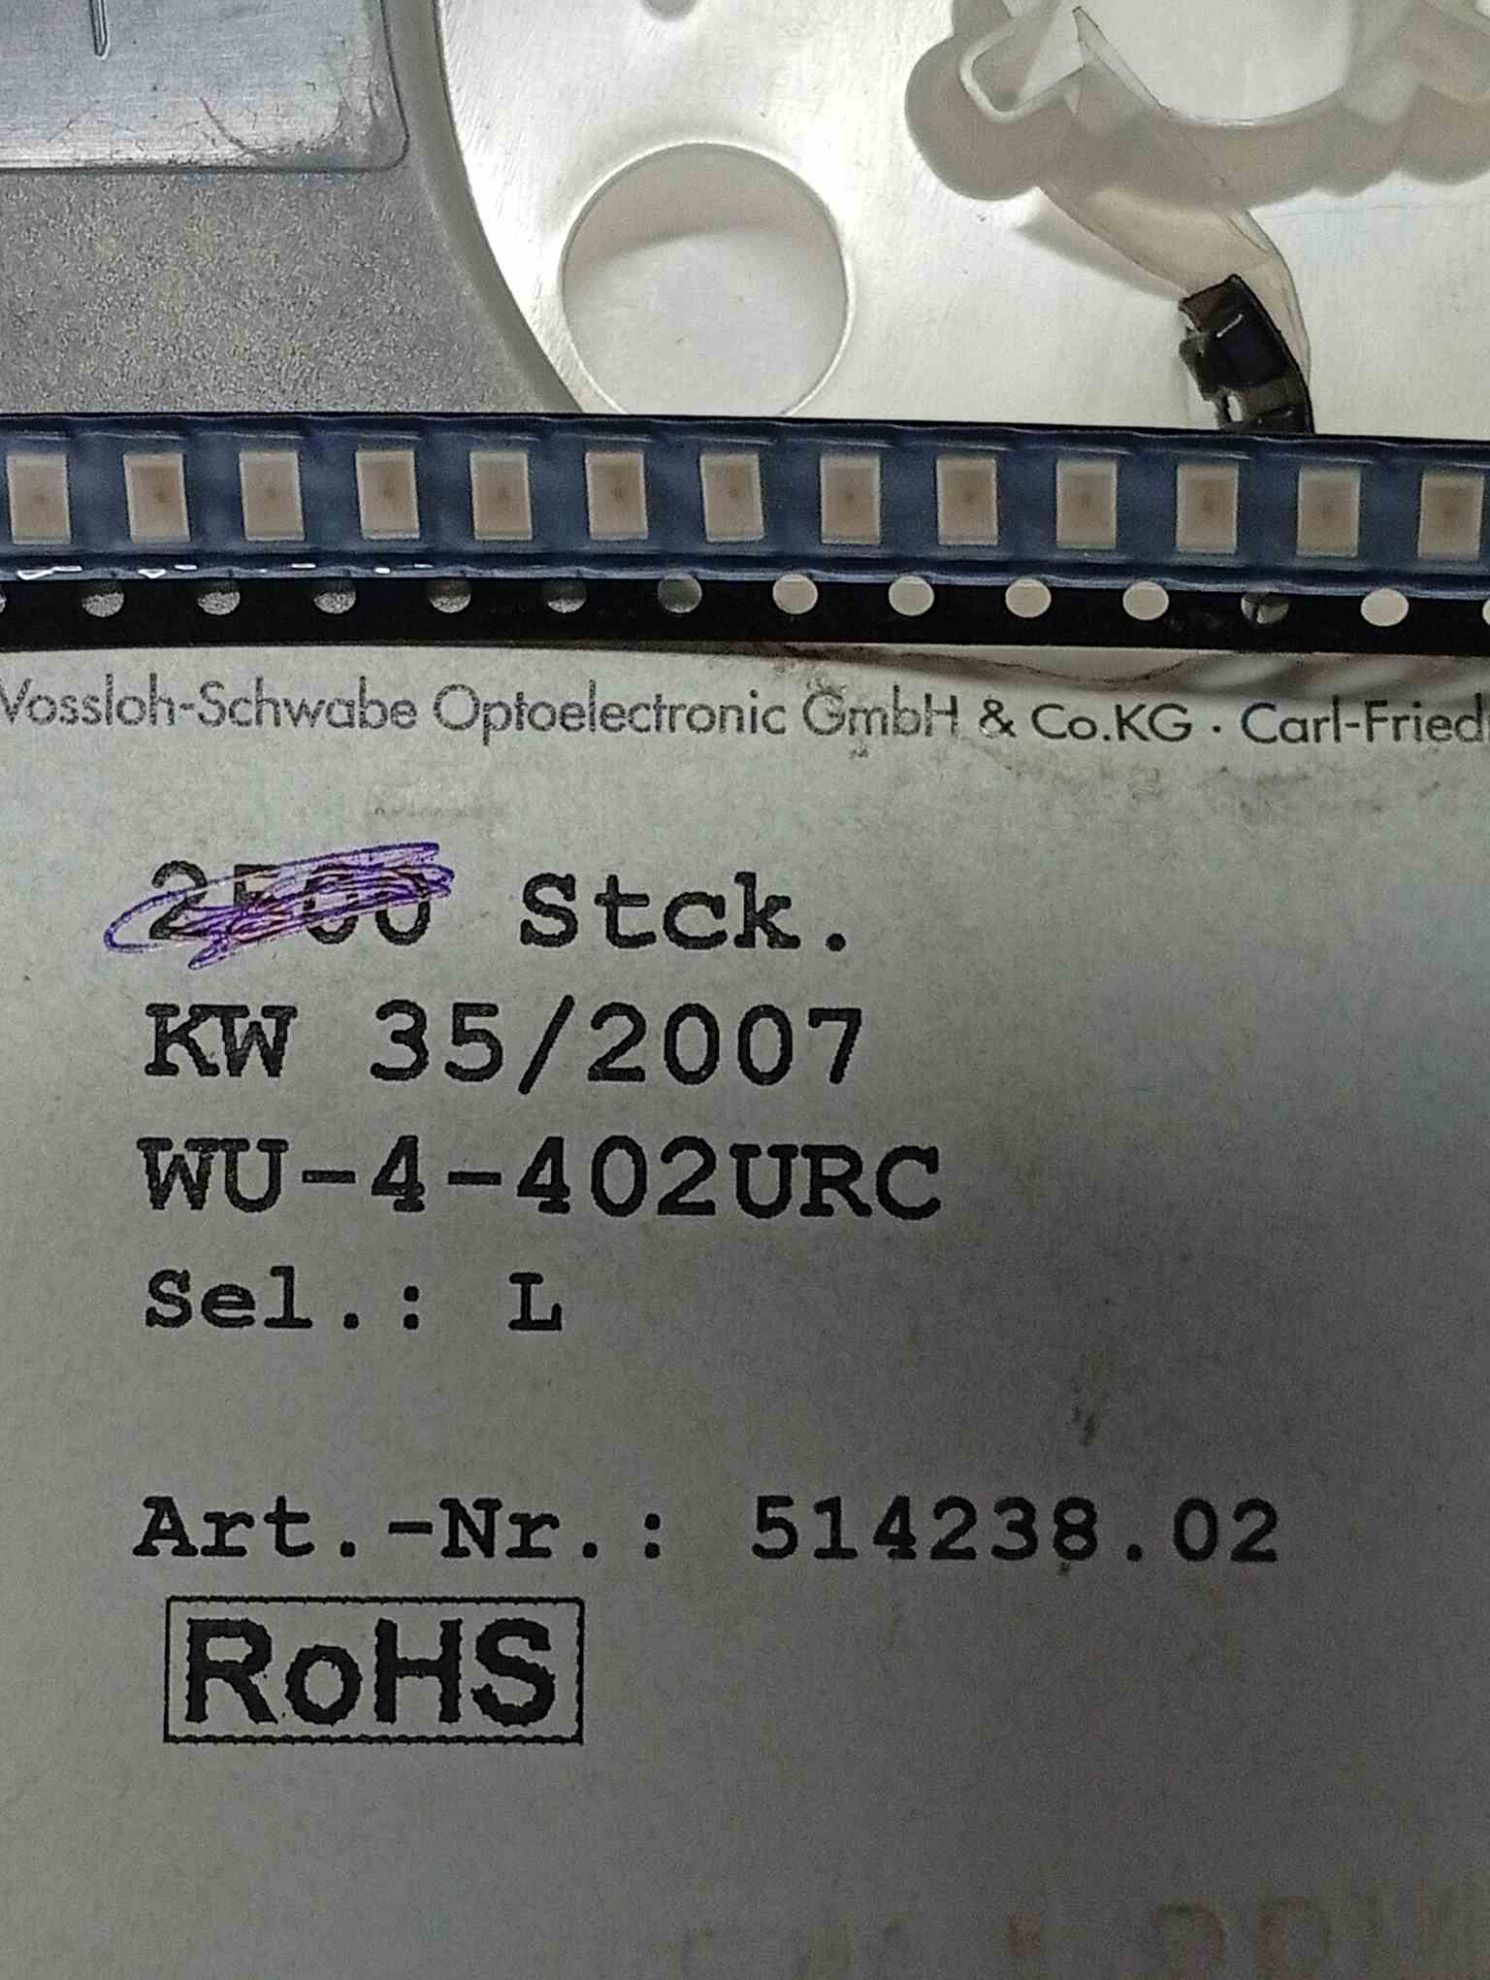 Vossloh-Schwabe Optoelectronic GmbH & Co.KG · Carl-Fried
2500 Stck.
KW 35/2007
WU-4-402URC
Sel.: L
Art.-Nr.: 514238.02
RoHS